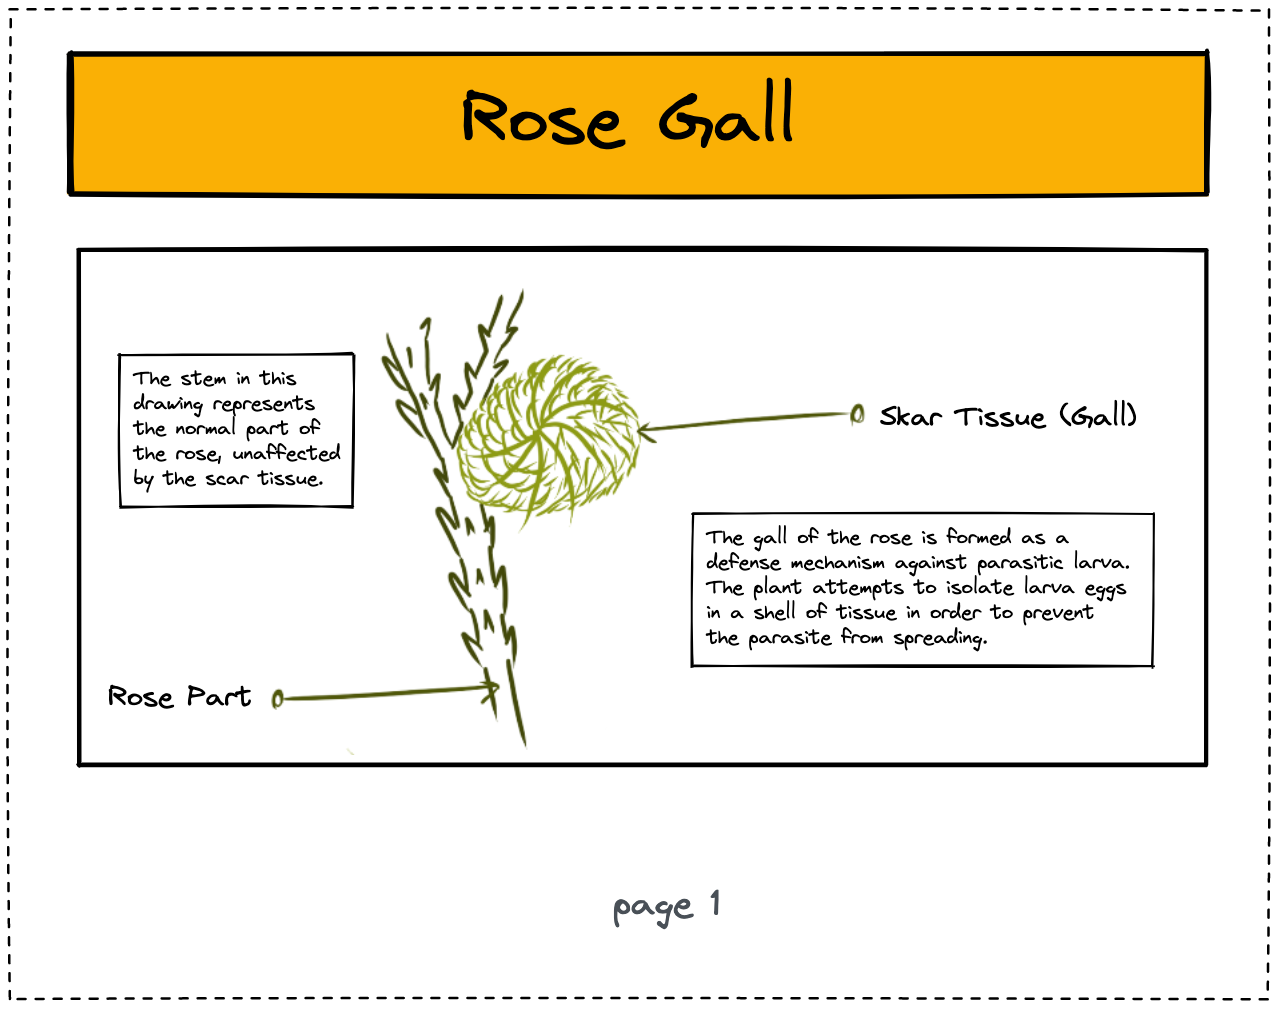 Rose Gall
The stem in this
drawing represents
the normal part of
the rose, unaffected
by the scar tissue.
Skar Tissue (Gall)
The gall of the rose is formed as a
defense mechanism against parasitic larva.
The plant attempts to isolate larva eggs
in a shell of tissue in order to prevent
the parasite from spreading.
Rose Part
page 1